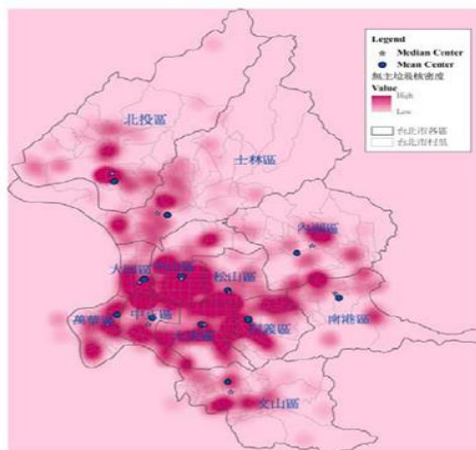 Legend
Median Center
Mean Center
無主垃圾核密度
Value
High
Low
台北市各區
台北市村里
北投區
士林區
內湖區
大同區
中山區
松山區
萬華區
中正區
大安區
信義區
南港區
文山區